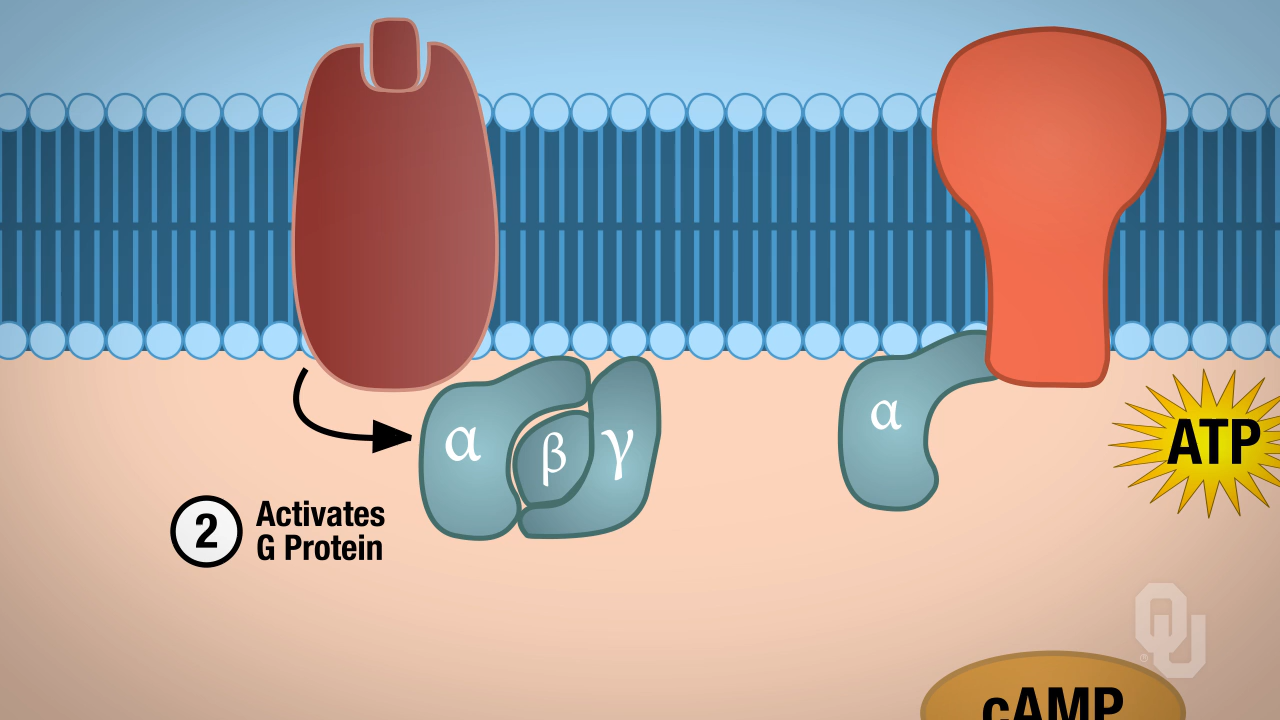 α
β
γ
α
ATP
2
Activates
G Protein
OU
®
cAMP